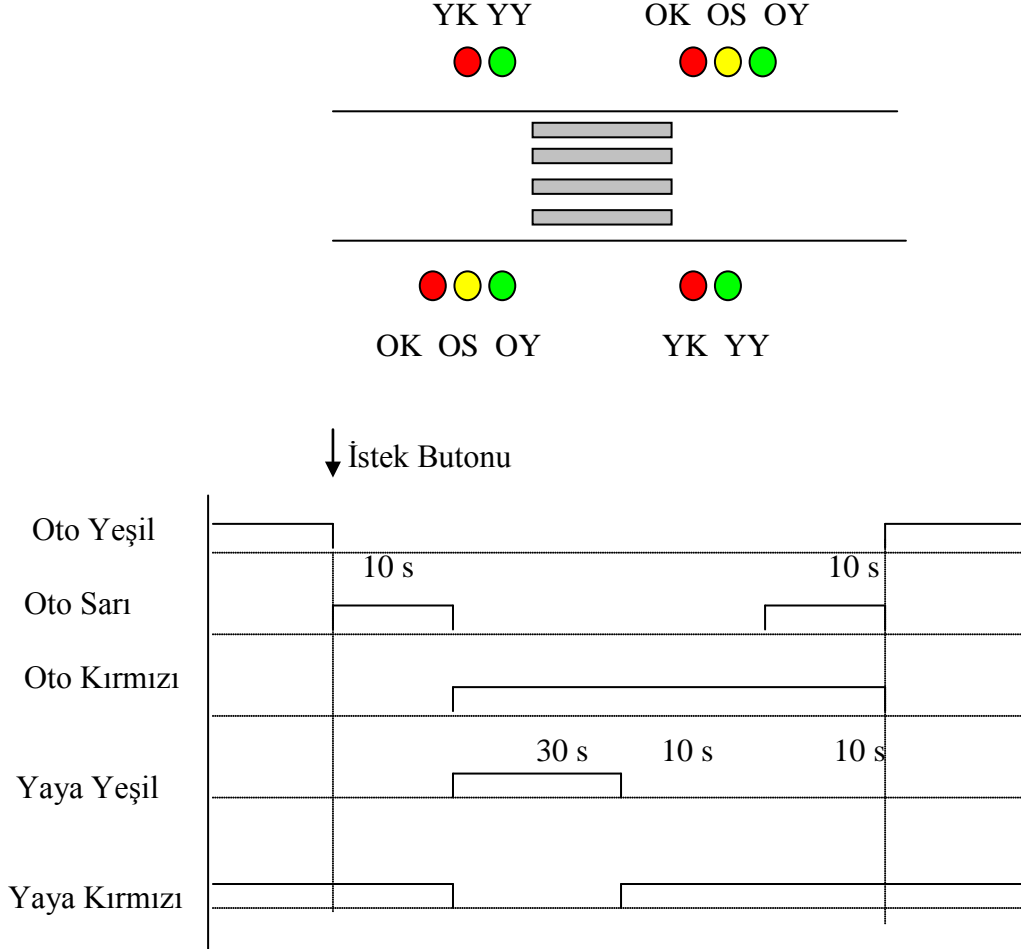 YK YY OK OS OY
OK OS OY YK YY
İstek Butonu
Oto Yeşil
10 s 10 s
Oto Sarı
Oto Kırmızı
30 s 10 s 10 s
Yaya Yeşil
Yaya Kırmızı